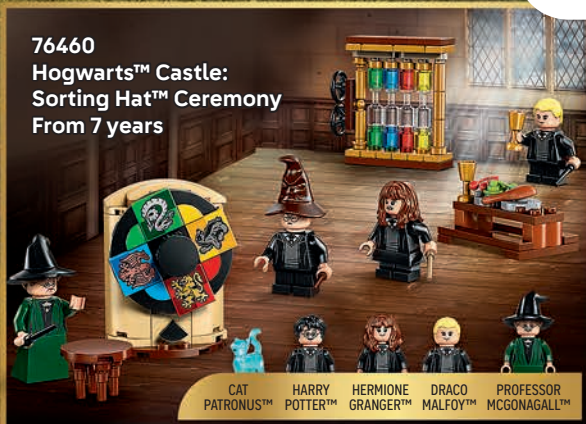 76460
Hogwarts™ Castle:
Sorting Hat™ Ceremony
From 7 years
CAT
PATRONUS™
HARRY
POTTER™
HERMIONE
GRANGER™
DRACO
MALFOY™
PROFESSOR
MCGONAGALL™